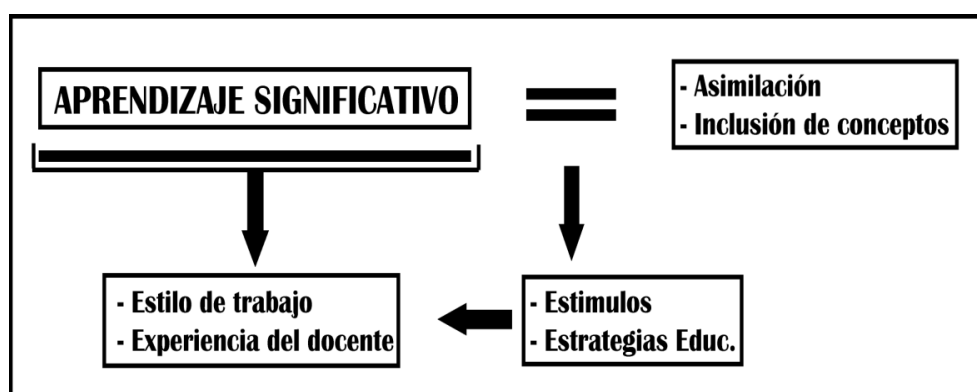 APRENDIZAJE SIGNIFICATIVO
- Asimilación
- Inclusión de conceptos
- Estilo de trabajo
- Experiencia del docente
- Estimulos
- Estrategias Educ.